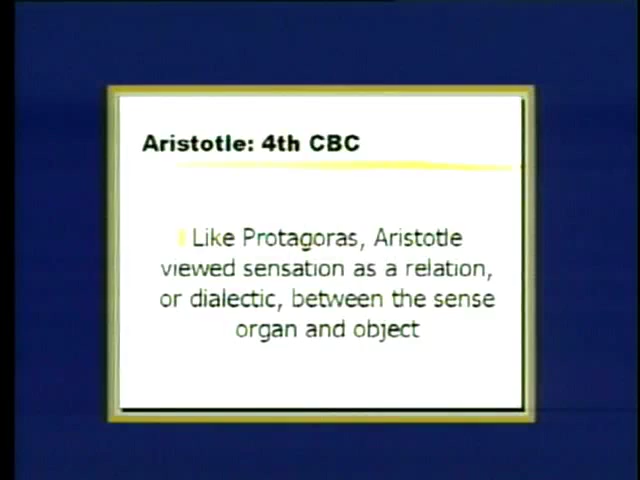 Aristotle: 4th CBC
Like Protagoras, Aristotle
viewed sensation as a relation,
or dialectic, between the sense
organ and object